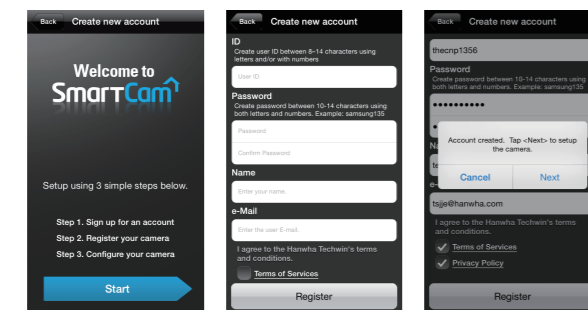 Back Create new account
Welcome to
SmarTCam
Setup using 3 simple steps below.
Step 1. Sign up for an account
Step 2. Register your camera
Step 3. Configure your camera
Start
Back Create new account
ID
Create user ID between 8-14 characters using
letters and/or with numbers
User ID
Password
Create password between 10-14 characters using
both letters and numbers. Example: samsung135
Password
Confirm Password
Name
Enter your name.
e-Mail
Enter the user E-mail.
I agree to the Hanwha Techwin's terms
and conditions.
Terms of Services
Register
Back Create new account
thecnp1356
Password
Create password between 10-14 characters using
both letters and numbers. Example: samsung135
Account created. Tap <Next> to setup
the camera.
Cancel Next
tsjje@hanwha.com
I agree to the Hanwha Techwin's terms
and conditions.
Terms of Services
Privacy Policy
Register